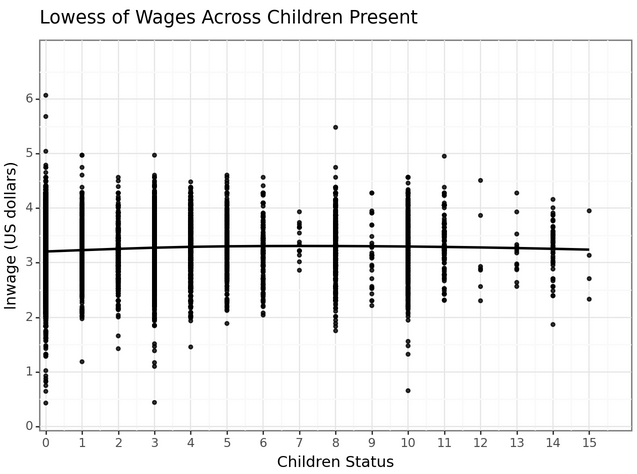 Lowess of Wages Across Children Present
lnwage (US dollars)
6
5
4
3
2
1
0
0 1 2 3 4 5 6 7 8 9 10 11 12 13 14 15
Children Status